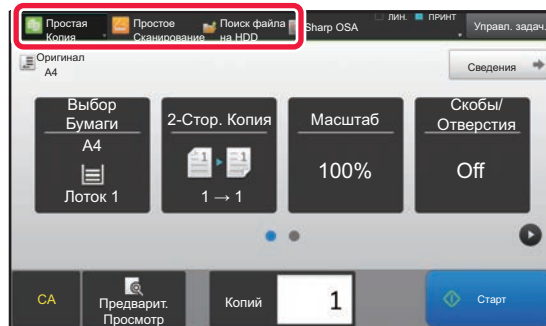 Простая
Копия
Простое
Сканирование
Поиск файла
на HDD
Sharp OSA
ЛИН.
ПРИНТ
Управл. задач.
Оригинал
A4
Сведения
Выбор
Бумаги
A4
Лоток 1
2-Стор. Копия
1
1
1 → 1
Масштаб
100%
Скобы/
Отверстия
Off
CA
Предварит.
Просмотр
Копий
1
Старт